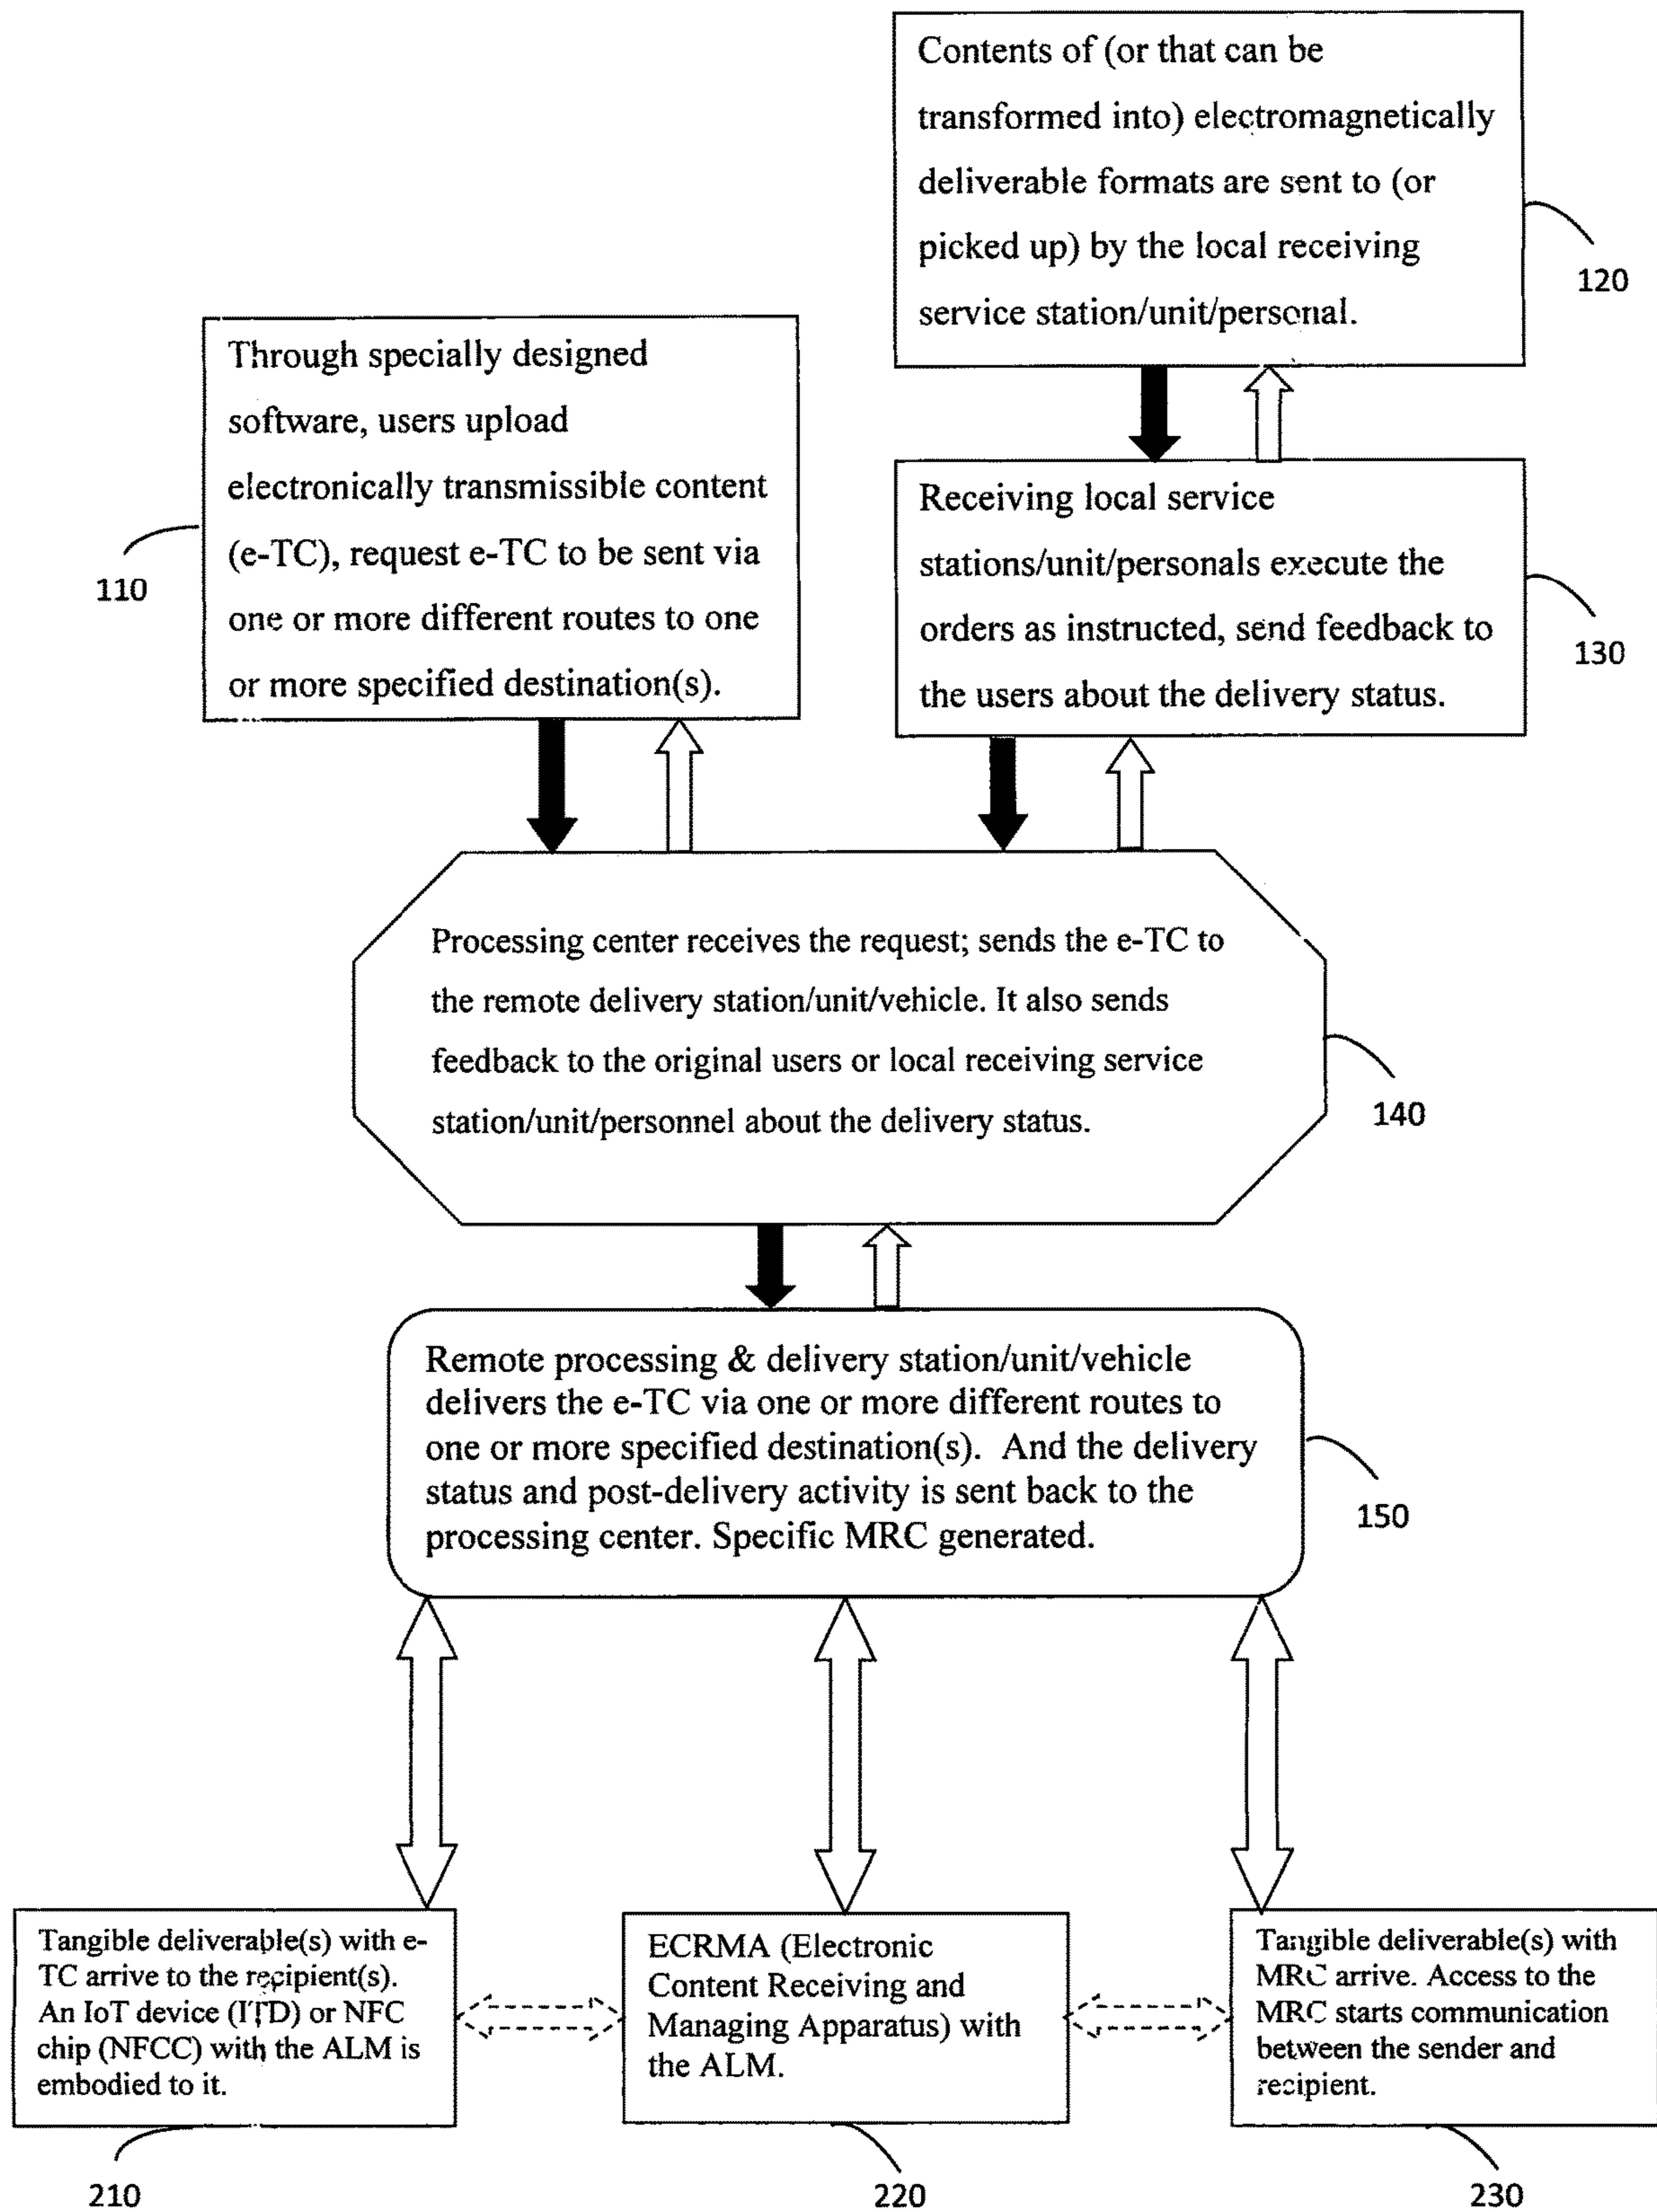 Contents of (or that can be
transformed into) electromagnetically
deliverable formats are sent to (or
picked up) by the local receiving
service station/unit/personal.
120
Through specially designed
software, users upload
electronically transmissible content
(e-TC), request e-TC to be sent via
one or more different routes to one
or more specified destination(s).
110
Receiving local service
stations/unit/personals execute the
orders as instructed, send feedback to
the users about the delivery status.
130
Processing center receives the request; sends the e-TC to
the remote delivery station/unit/vehicle. It also sends
feedback to the original users or local receiving service
station/unit/personnel about the delivery status.
140
Remote processing & delivery station/unit/vehicle
delivers the e-TC via one or more different routes to
one or more specified destination(s). And the delivery
status and post-delivery activity is sent back to the
processing center. Specific MRC generated.
150
Tangible deliverable(s) with e-
TC arrive to the recipient(s).
An IoT device (ITD) or NFC
chip (NFCC) with the ALM is
embodied to it.
210
ECRMA (Electronic
Content Receiving and
Managing Apparatus) with
the ALM.
220
Tangible deliverable(s) with
MRC arrive. Access to the
MRC starts communication
between the sender and
recipient.
230